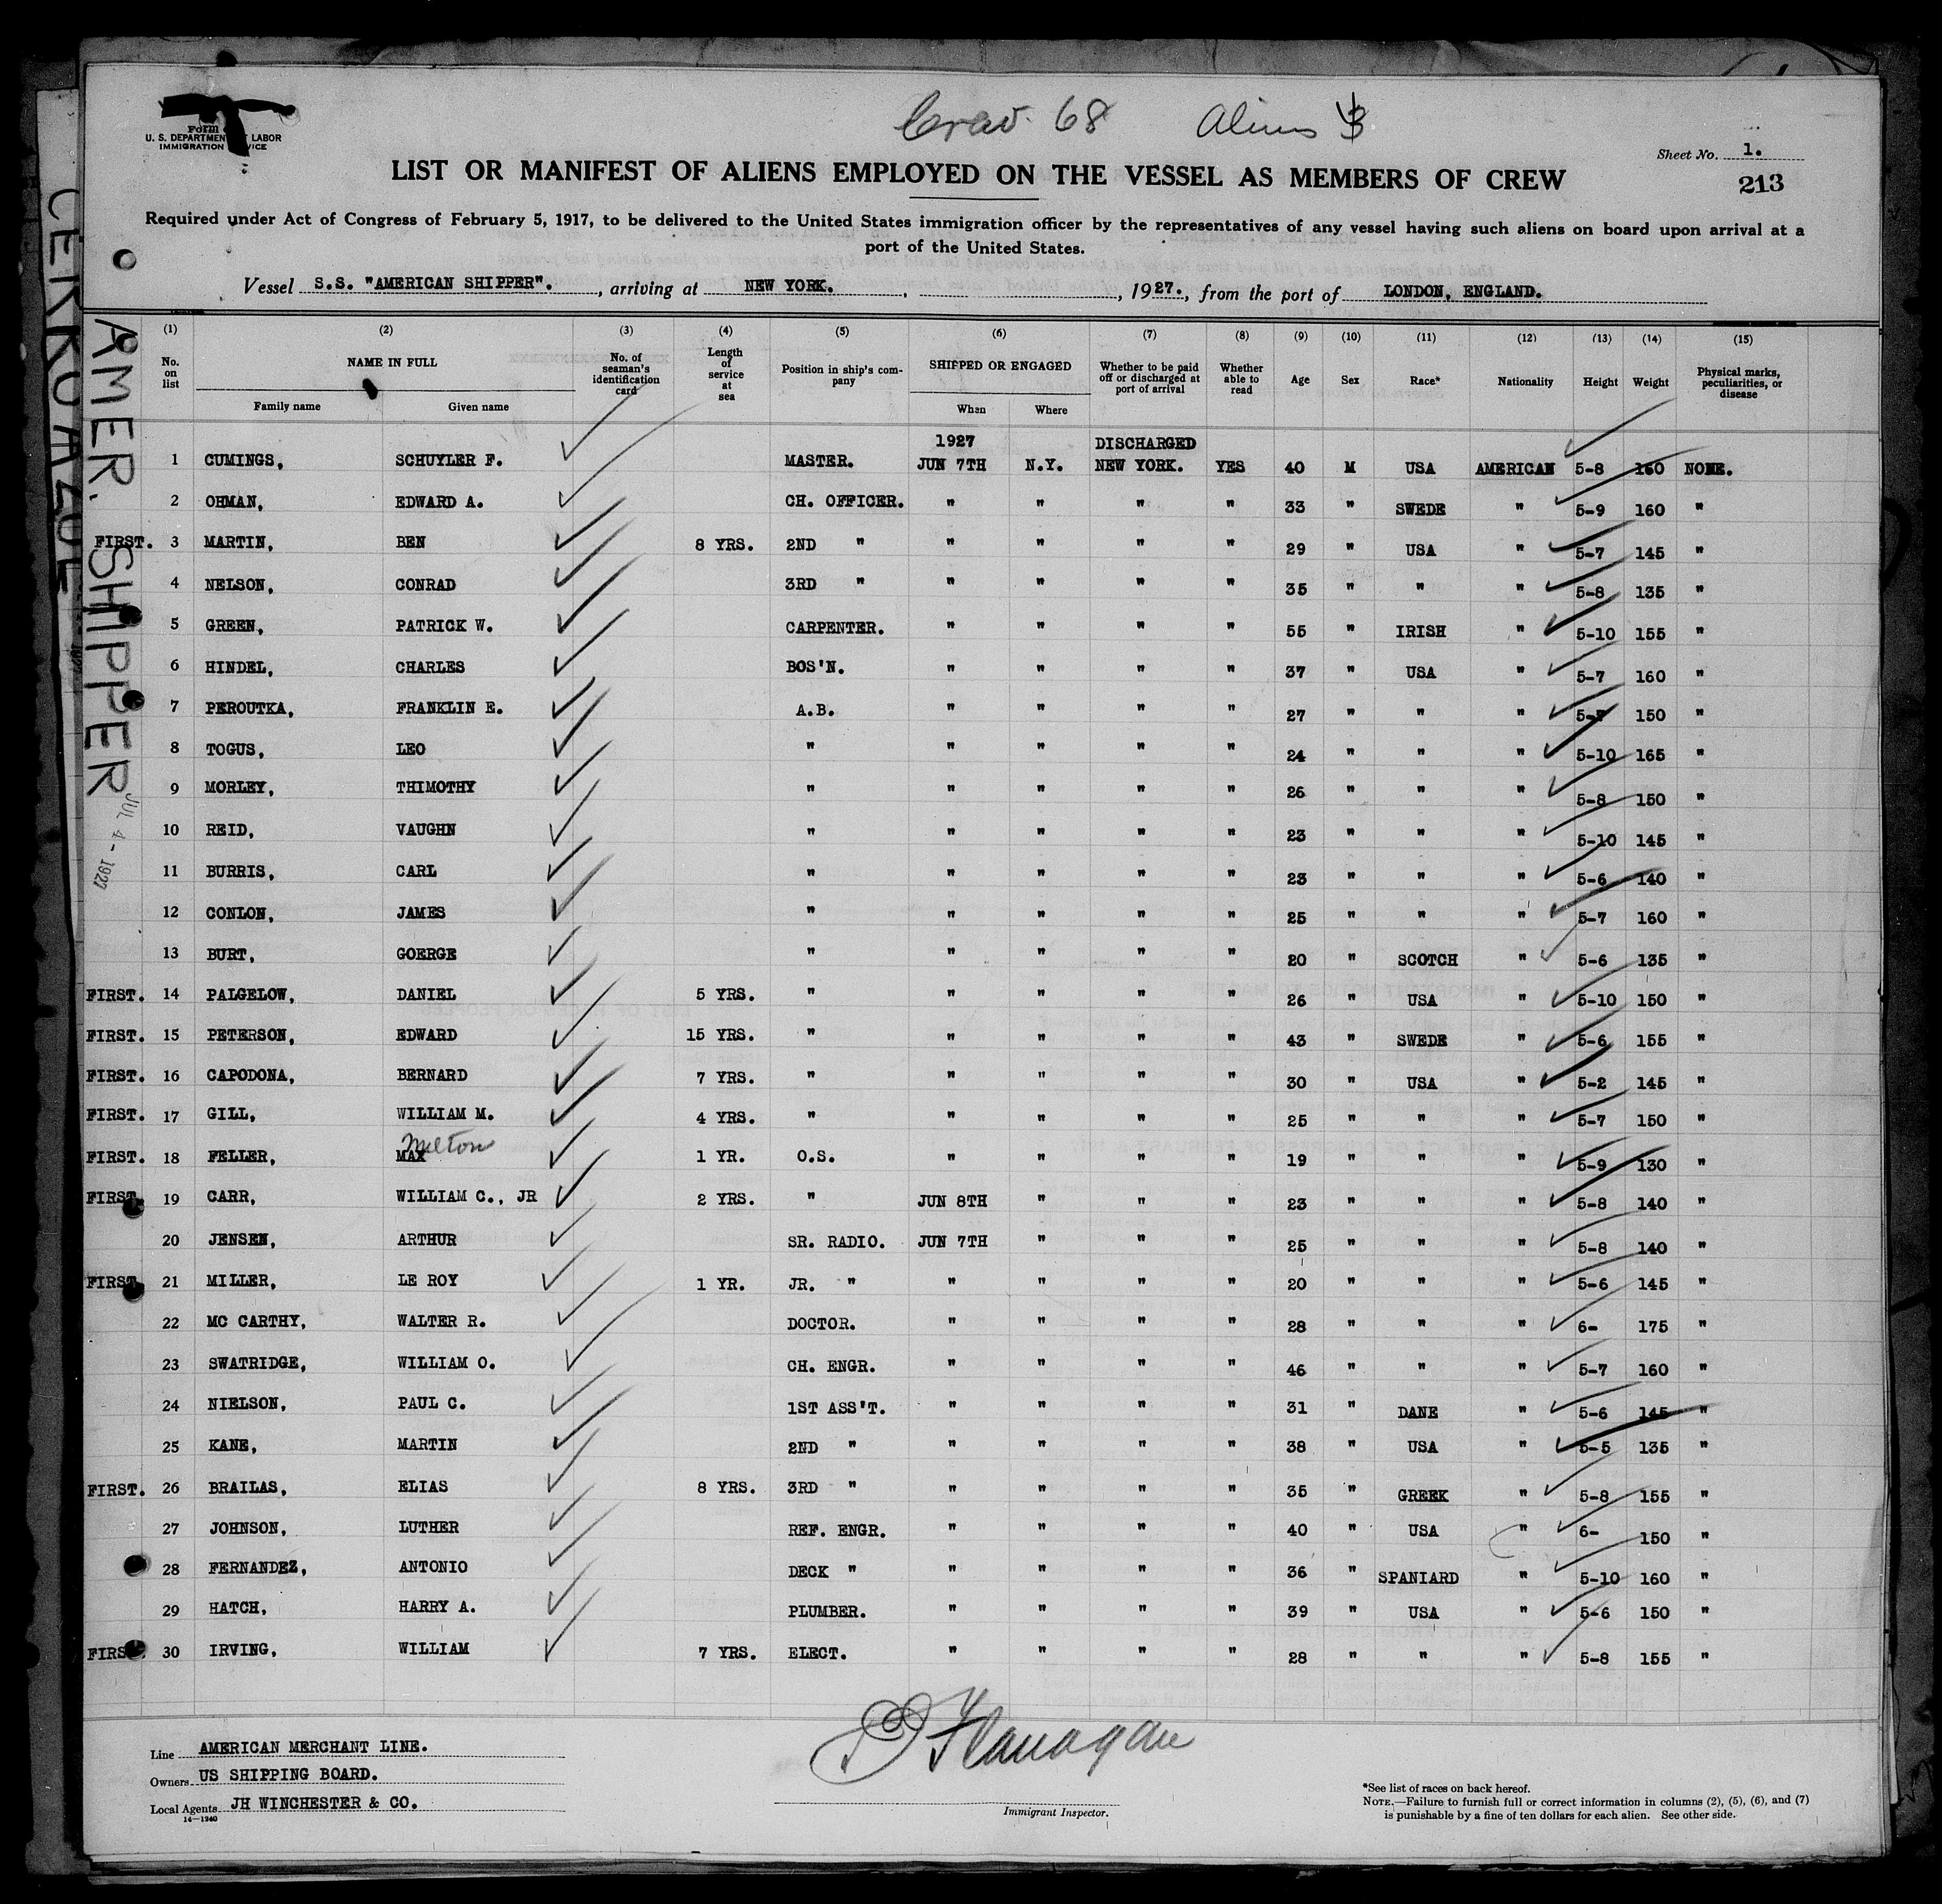 Crew 68 Aliens
Form
U. S. DEPARTMENT LABOR
IMMIGRATION SERVICE
Sheet No. 1.
213
LIST OR MANIFEST OF ALIENS EMPLOYED ON THE VESSEL AS MEMBERS OF CREW
Required under Act of Congress of February 5, 1917, to be delivered to the United States immigration officer by the representatives of any vessel having such aliens on board upon arrival at a
port of the United States.
Vessel S.S. "AMERICAN SHIPPER"., arriving at NEW YORK., , 1927., from the port of LONDON, ENGLAND.
AMER. SHIPPER
JUL 4 - 1927
(1) No. on list (2) NAME IN FULL Family name Given name (3) No. of seaman's identification card (4) Length of service at sea (5) Position in ship's company (6) SHIPPED OR ENGAGED When Where (7) Whether to be paid off or discharged at port of arrival (8) Whether able to read (9) Age (10) Sex (11) Race* (12) Nationality (13) Height (14) Weight (15) Physical marks, peculiarities, or disease
1927 DISCHARGED
1 CUMINGS, SCHUYLER F. MASTER. JUN 7TH N.Y. NEW YORK. YES 40 M USA AMERICAN 5-8 160 NONE.
2 OHMAN, EDWARD A. CH. OFFICER. " " " " 33 " SWEDE " 5-9 160 "
FIRST. 3 MARTIN, BEN 8 YRS. 2ND " " " " " 29 " USA " 5-7 145 "
4 NELSON, CONRAD 3RD " " " " " 35 " " " 5-8 135 "
5 GREEN, PATRICK W. CARPENTER. " " " " 55 " IRISH " 5-10 155 "
6 HINDEL, CHARLES BOS'N. " " " " 37 " USA " 5-7 160 "
7 PEROUTKA, FRANKLIN E. A.B. " " " " 27 " " " 5-7 150 "
8 TOGUS, LEO " " " " " 24 " " " 5-10 165 "
9 MORLEY, THIMOTHY " " " " " 26 " " " 5-8 150 "
10 REID, VAUGHN " " " " " 23 " " " 5-10 145 "
11 BURRIS, CARL " " " " " 23 " " " 5-6 140 "
12 CONLON, JAMES " " " " " 25 " " " 5-7 160 "
13 BURT, GOERGE " " " " " 20 " SCOTCH " 5-6 135 "
FIRST. 14 PALGELOW, DANIEL 5 YRS. " " " " " 26 " USA " 5-10 150 "
FIRST. 15 PETERSON, EDWARD 15 YRS. " " " " " 43 " SWEDE " 5-6 155 "
FIRST. 16 CAPODONA, BERNARD 7 YRS. " " " " " 30 " USA " 5-2 145 "
FIRST. 17 GILL, WILLIAM M. 4 YRS. " " " " " 25 " " " 5-7 150 "
Milton
FIRST. 18 FELLER, MAX 1 YR. O.S. " " " " 19 " " " 5-9 130 "
FIRST. 19 CARR, WILLIAM C., JR 2 YRS. " JUN 8TH " " " 23 " " " 5-8 140 "
20 JENSEN, ARTHUR SR. RADIO. JUN 7TH " " " 25 " " " 5-8 140 "
FIRST. 21 MILLER, LE ROY 1 YR. JR. " " " " " 20 " " " 5-6 145 "
22 MC CARTHY, WALTER R. DOCTOR. " " " " 28 " " " 6- 175 "
23 SWATRIDGE, WILLIAM O. CH. ENGR. " " " " 46 " " " 5-7 160 "
24 NIELSON, PAUL C. 1ST ASS'T. " " " " 31 " DANE " 5-6 145 "
25 KANE, MARTIN 2ND " " " " " 38 " USA " 5-5 135 "
FIRST. 26 BRAILAS, ELIAS 8 YRS. 3RD " " " " " 35 " GREEK " 5-8 155 "
27 JOHNSON, LUTHER REF. ENGR. " " " " 40 " USA " 6- 150 "
28 FERNANDEZ, ANTONIO DECK " " " " " 36 " SPANIARD " 5-10 160 "
29 HATCH, HARRY A. PLUMBER. " " " " 39 " USA " 5-6 150 "
FIRST. 30 IRVING, WILLIAM 7 YRS. ELECT. " " " " 28 " " " 5-8 155 "
Flanagan
Line AMERICAN MERCHANT LINE.
Owners US SHIPPING BOARD.
Local Agents JH WINCHESTER & CO.
14-1240
Immigrant Inspector.
*See list of races on back hereof.
NOTE.—Failure to furnish full or correct information in columns (2), (5), (6), and (7)
is punishable by a fine of ten dollars for each alien. See other side.